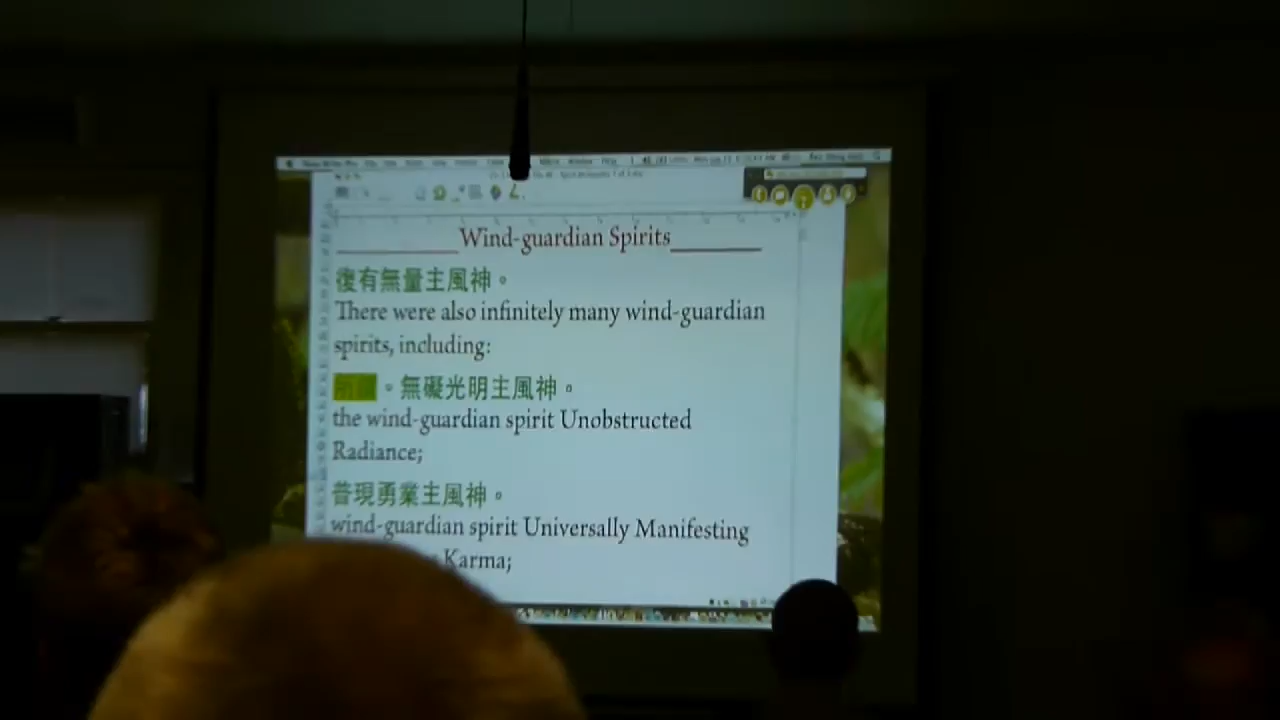 Wind-guardian Spirits
復有無量主風神。
There were also infinitely many wind-guardian
spirits, including:
。無礙光明主風神。
the wind-guardian spirit Unobstructed
Radiance;
普現勇業主風神。
wind-guardian spirit Universally Manifesting
Karma;